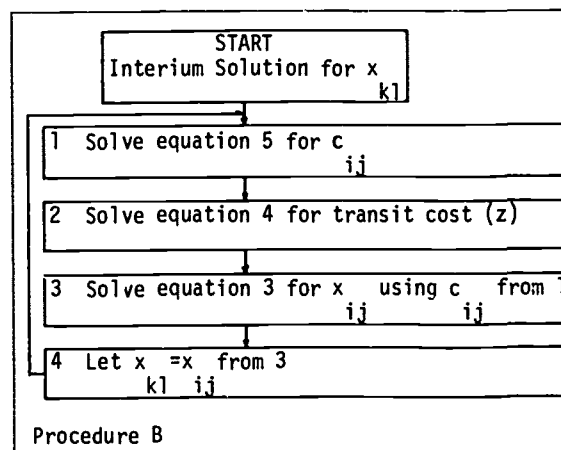 START
Interium Solution for x
kl
1 Solve equation 5 for c
ij
2 Solve equation 4 for transit cost (z)
3 Solve equation 3 for x using c from
ij ij
4 Let x =x from 3
kl ij
Procedure B